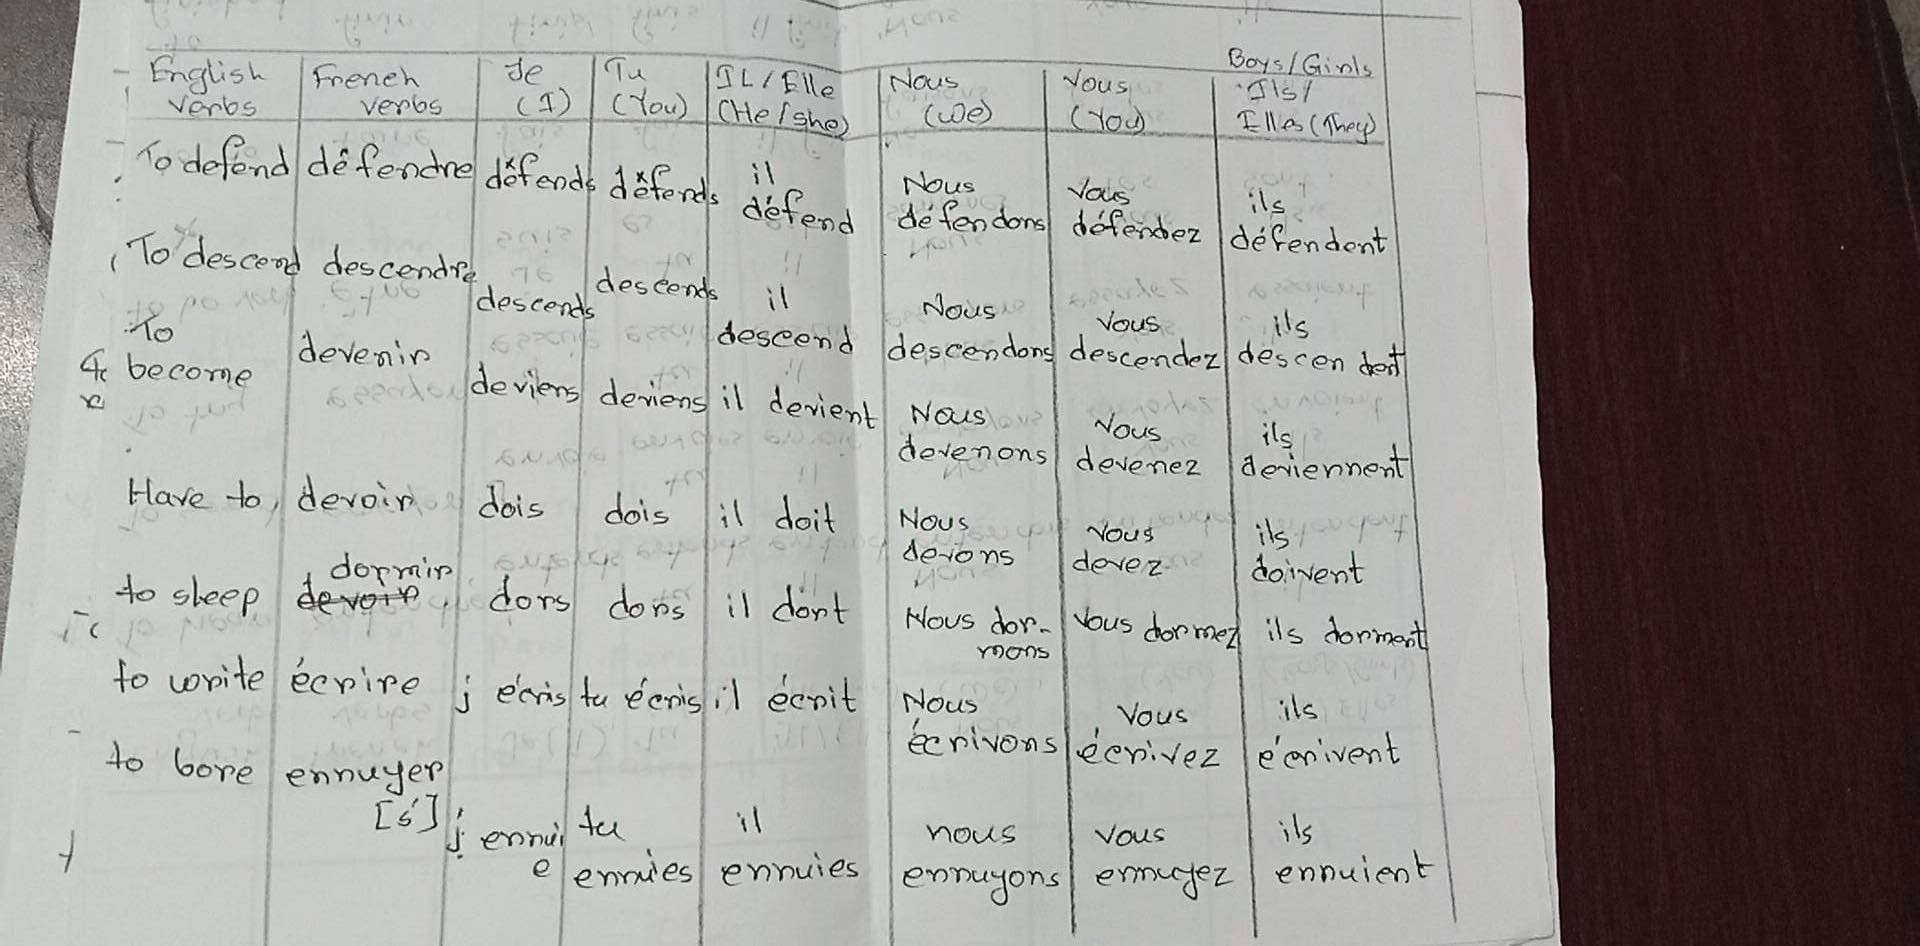 Boys/Girls
English French Je Tu IL/Elle Nous Vous Ils/
verbs verbs (I) (You) (He/she) (We) (You) Elles (They)
To defend défendre défends défends il Nous Vous ils
défend défendons défendez défendent
To descend descendre descends descends il Nous Vous ils
descend descendons descendez descendent
To
become devenir deviens deviens il devient Nous Vous ils
devenons devenez deviennent
Have to, devoir dois dois il doit Nous Vous ils
devons devez doivent
dormir
to sleep devoir dors dors il dort Nous dor- Vous dormez ils dorment
mons
to write écrire j écris tu écris il écrit Nous Vous ils
écrivons écrivez écrivent
to bore ennuyer
[s'] j ennui tu il nous vous ils
e ennuies ennuies ennuyons ennuyez ennuient